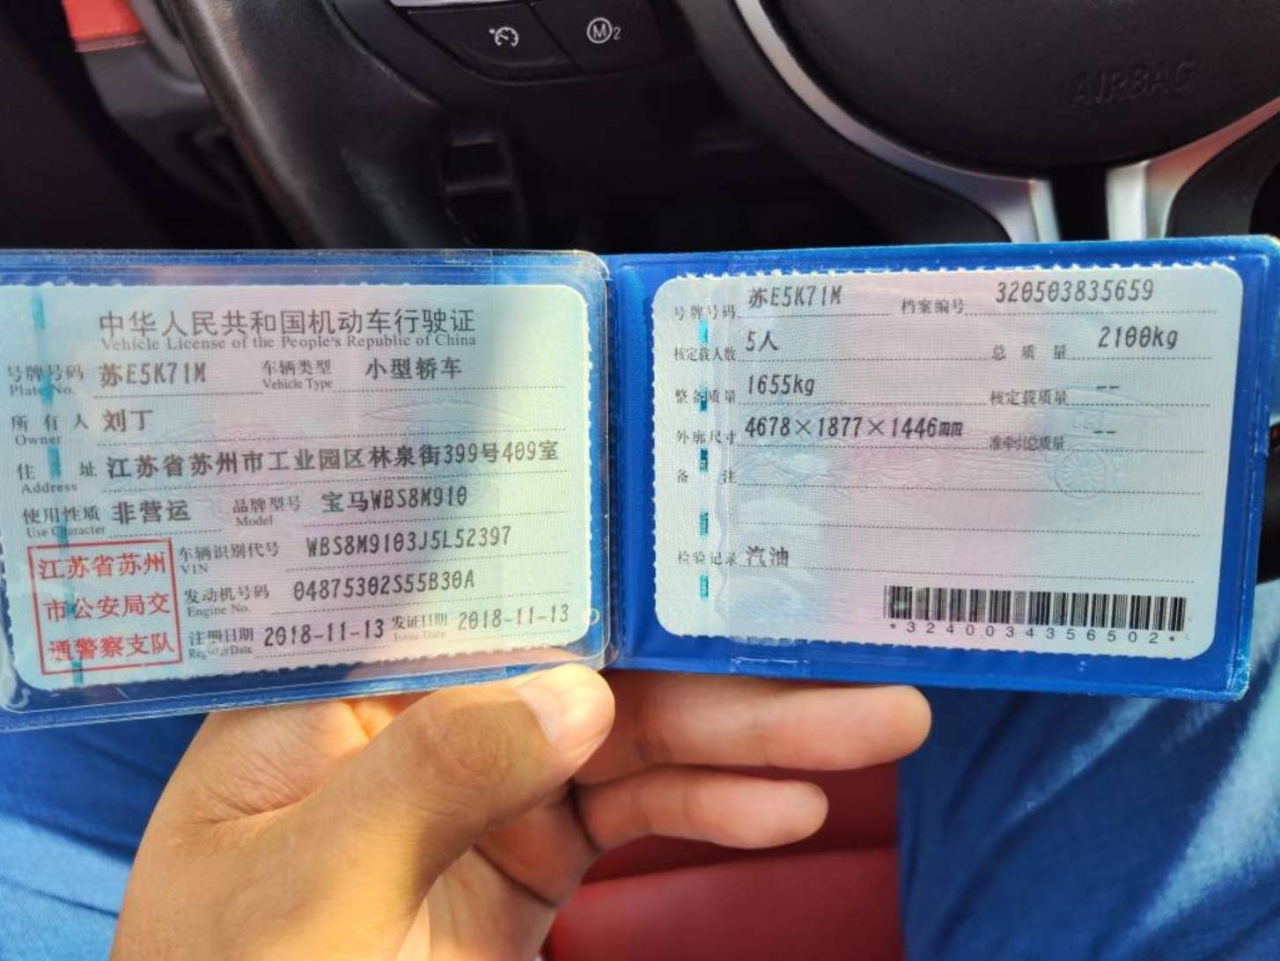 M2
AIRBAG
中华人民共和国机动车行驶证
Vehicle License of the People's Republic of China
号牌号码 苏E5K71M 车辆类型 小型轿车
Plate No. Vehicle Type
所有人 刘丁
Owner
住址 江苏省苏州市工业园区林泉街399号409室
Address
使用性质 非营运 品牌型号 宝马WBS8M910
Use Character Model
车辆识别代号 WBS8M9103J5L52397
VIN
发动机号码 04875302S55B30A
Engine No.
注册日期 2018-11-13 发证日期 2018-11-13
Register Date Issue Date
江苏省苏州
市公安局交
通警察支队
号牌号码 苏E5K71M 档案编号 320503835659
核定载人数 5人 总质量 2100kg
整备质量 1655kg 核定载质量 --
外廓尺寸 4678×1877×1446mm 准牵引总质量 --
备注
检验记录 汽油
*3240034356502*